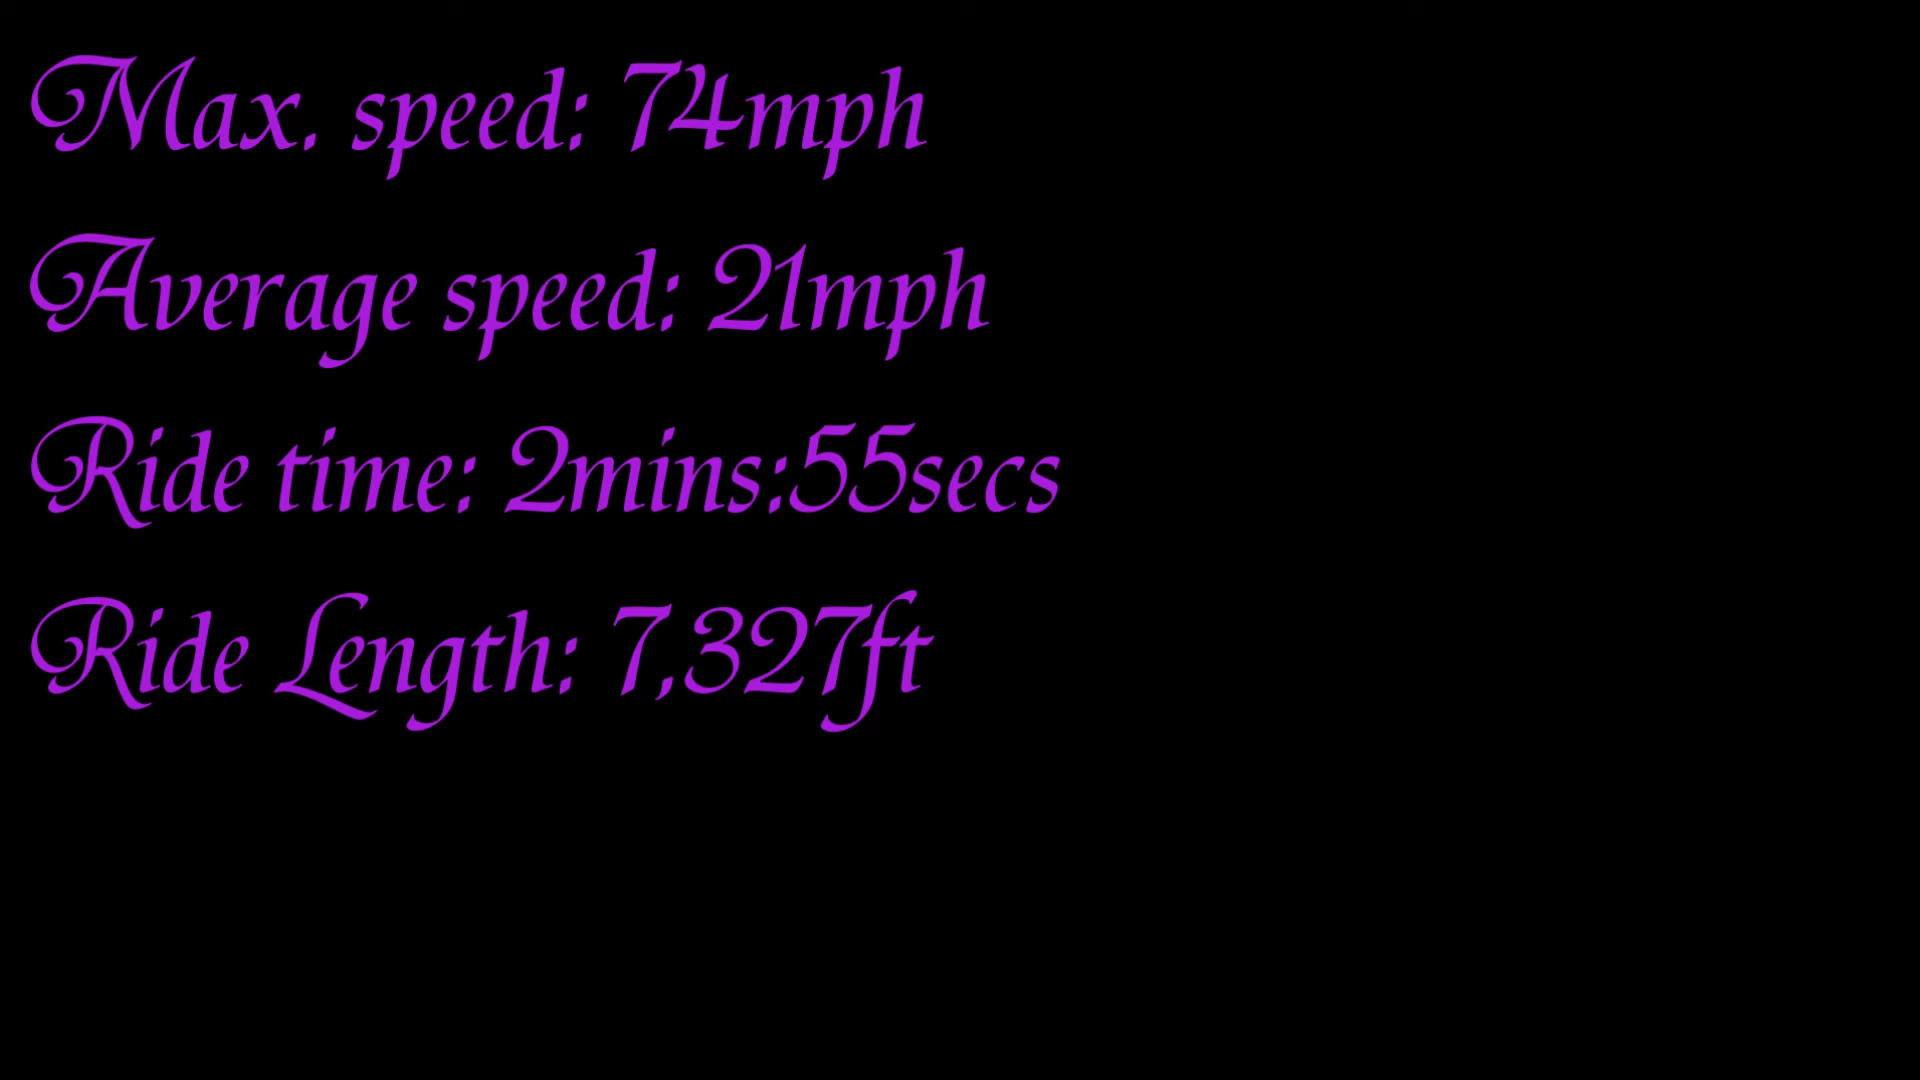 Max. speed: 74mph
Average speed: 21mph
Ride time: 2mins:55secs
Ride Length: 7,327ft